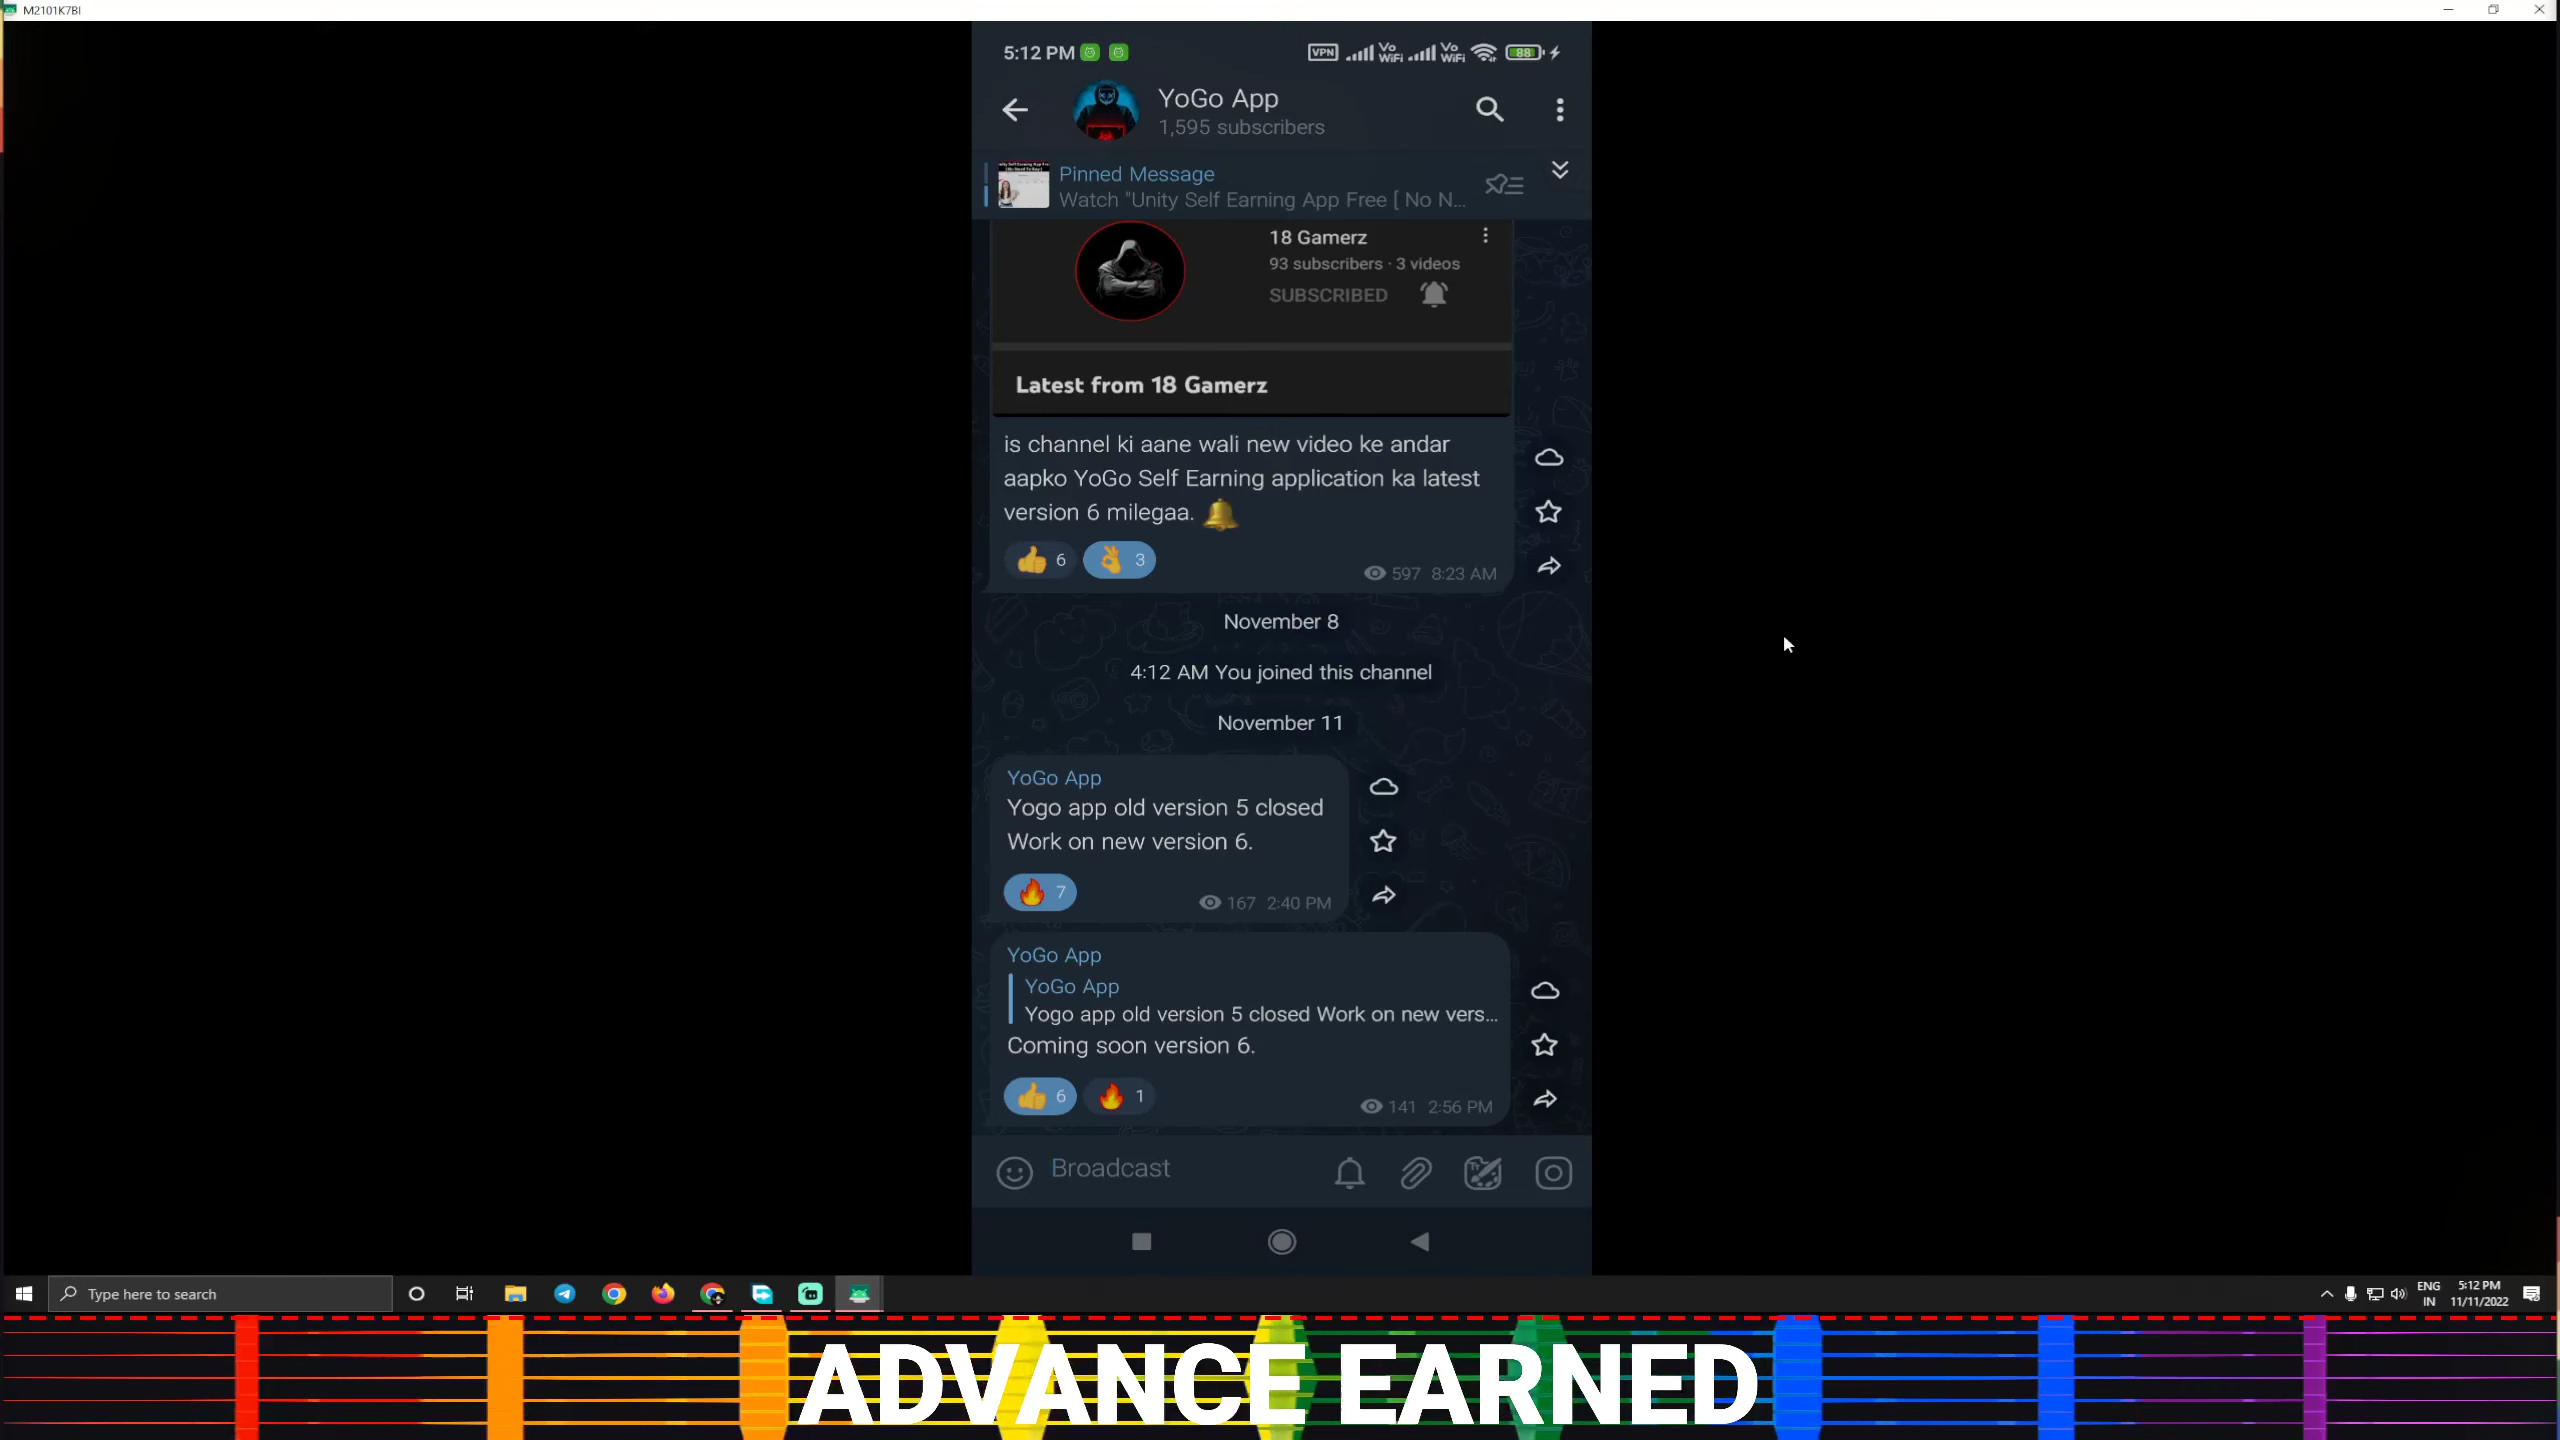 M2101K7BI
5:12 PM
VPN
Vo WiFi
Vo WiFi
88
YoGo App
1,595 subscribers
Pinned Message
Watch "Unity Self Earning App Free [ No N...
18 Gamerz
93 subscribers · 3 videos
SUBSCRIBED
Latest from 18 Gamerz
is channel ki aane wali new video ke andar
aapko YoGo Self Earning application ka latest
version 6 milegaa.
6
3
597 8:23 AM
November 8
4:12 AM You joined this channel
November 11
YoGo App
Yogo app old version 5 closed
Work on new version 6.
7
167 2:40 PM
YoGo App
YoGo App
Yogo app old version 5 closed Work on new vers...
Coming soon version 6.
6
1
141 2:56 PM
Broadcast
Type here to search
ENG
IN
5:12 PM
11/11/2022
ADVANCE EARNED